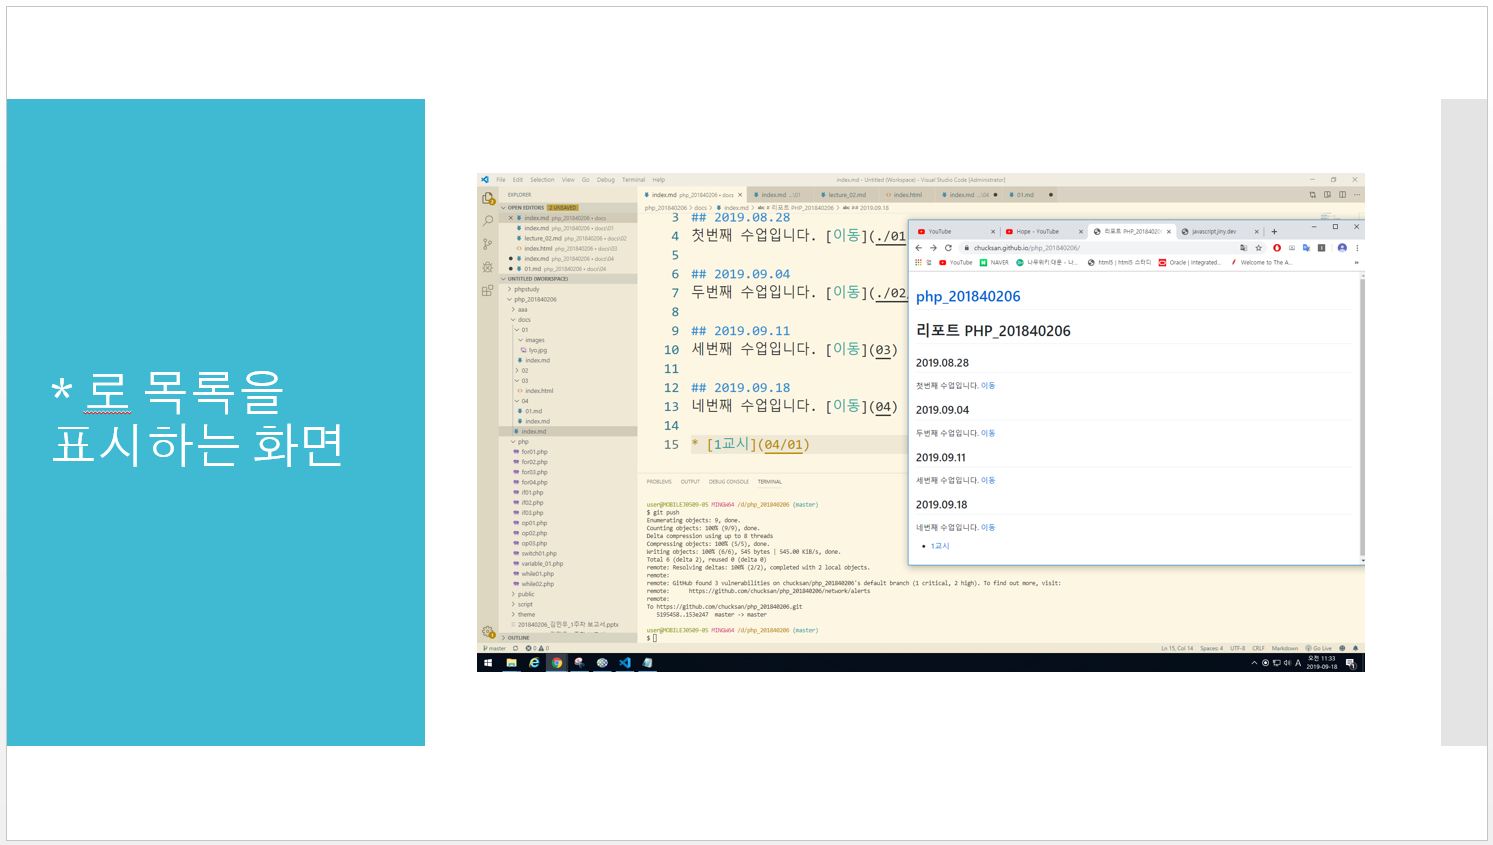 * 로 목록을
표시하는 화면
File Edit Selection View Go Debug Terminal Help
index.md - Untitled (Workspace) - Visual Studio Code [Administrator]
EXPLORER
index.md php_201840206 • docs
index.md ...\01
lecture_02.md
index.html
index.md ...\04
01.md
OPEN EDITORS 2 UNSAVED
index.md php_201840206 • docs
index.md php_201840206 • docs\01
lecture_02.md php_201840206 • docs\02
index.html php_201840206 • docs\03
index.md php_201840206 • docs\04
01.md php_201840206 • docs\04
UNTITLED (WORKSPACE)
phpstudy
php_201840206
aaa
docs
01
images
lyo.jpg
index.md
02
03
index.html
04
01.md
index.md
index.md
php
for01.php
for02.php
for03.php
for04.php
if01.php
if02.php
if03.php
op01.php
op02.php
op03.php
switch01.php
variable_01.php
while01.php
while02.php
public
script
theme
201840206_김민우_1주차 보고서.pptx
OUTLINE
php_201840206 > docs > index.md > # 리포트 PHP_201840206 > ## 2019.09.18
3 ## 2019.08.28
4 첫번째 수업입니다. [이동](./01
5
6 ## 2019.09.04
7 두번째 수업입니다. [이동](./02
8
9 ## 2019.09.11
10 세번째 수업입니다. [이동](03)
11
12 ## 2019.09.18
13 네번째 수업입니다. [이동](04)
14
15 * [1교시](04/01)
PROBLEMS OUTPUT DEBUG CONSOLE TERMINAL
user@MOBILE30509-05 MINGW64 /d/php_201840206 (master)
$ git push
Enumerating objects: 9, done.
Counting objects: 100% (9/9), done.
Delta compression using up to 8 threads
Compressing objects: 100% (5/5), done.
Writing objects: 100% (6/6), 545 bytes | 545.00 KiB/s, done.
Total 6 (delta 2), reused 0 (delta 0)
remote: Resolving deltas: 100% (2/2), completed with 2 local objects.
remote:
remote: GitHub found 3 vulnerabilities on chucksan/php_201840206's default branch (1 critical, 2 high). To find out more, visit:
remote: https://github.com/chucksan/php_201840206/network/alerts
remote:
To https://github.com/chucksan/php_201840206.git
5195458..153e247 master -> master
user@MOBILE30509-05 MINGW64 /d/php_201840206 (master)
$
YouTube
Hope - YouTube
리포트 PHP_2018402
javascript.jiny.dev
chucksan.github.io/php_201840206/
앱 YouTube NAVER 나무위키:대문 - 나... html5 | html5 스터디 Oracle | Integrated... Welcome to The A...
php_201840206
리포트 PHP_201840206
2019.08.28
첫번째 수업입니다. 이동
2019.09.04
두번째 수업입니다. 이동
2019.09.11
세번째 수업입니다. 이동
2019.09.18
네번째 수업입니다. 이동
• 1교시
master 0 0
Ln 15, Col 14 Spaces: 4 UTF-8 CRLF Markdown Go Live
A 오전 11:33
2019-09-18